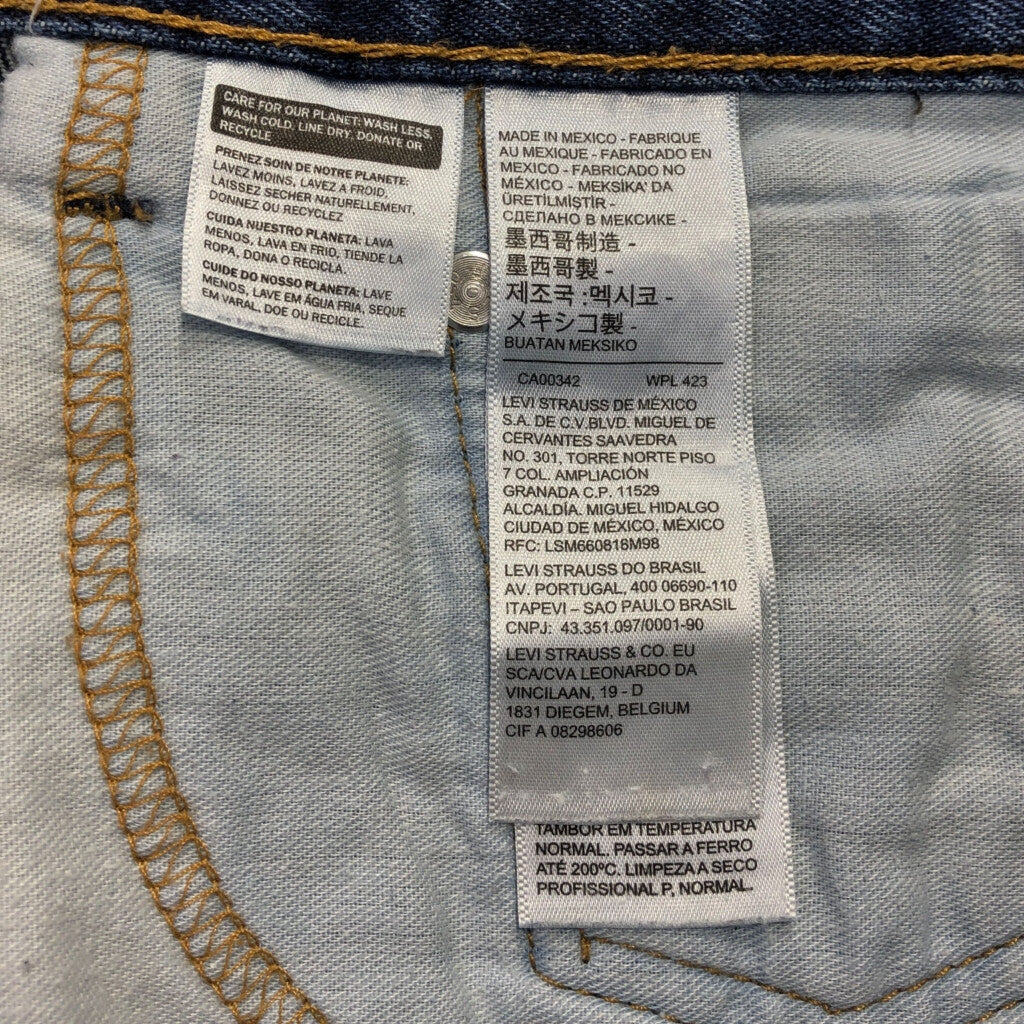 CARE FOR OUR PLANET: WASH LESS,
WASH COLD. LINE DRY. DONATE OR
RECYCLE
PRENEZ SOIN DE NOTRE PLANETE:
LAVEZ MOINS, LAVEZ A FROID,
LAISSEZ SECHER NATURELLEMENT,
DONNEZ OU RECYCLEZ
CUIDA NUESTRO PLANETA: LAVA
MENOS, LAVA EN FRIO, TIENDE LA
ROPA, DONA O RECICLA.
CUIDE DO NOSSO PLANETA: LAVE
MENOS, LAVE EM ÁGUA FRIA, SEQUE
EM VARAL, DOE OU RECICLE.
MADE IN MEXICO - FABRIQUE
AU MEXIQUE - FABRICADO EN
MEXICO - FABRICADO NO
MÉXICO - MEKSİKA' DA
ÜRETİLMİŞTİR -
СДЕЛАНО В МЕКСИКЕ -
墨西哥制造 -
墨西哥製 -
제조국 :멕시코 -
メキシコ製 -
BUATAN MEKSIKO
CA00342 WPL 423
LEVI STRAUSS DE MÉXICO
S.A. DE C.V.BLVD. MIGUEL DE
CERVANTES SAAVEDRA
NO. 301, TORRE NORTE PISO
7 COL. AMPLIACIÓN
GRANADA C.P. 11529
ALCALDÍA. MIGUEL HIDALGO
CIUDAD DE MÉXICO, MÉXICO
RFC: LSM660818M98
LEVI STRAUSS DO BRASIL
AV. PORTUGAL, 400 06690-110
ITAPEVI – SAO PAULO BRASIL
CNPJ: 43.351.097/0001-90
LEVI STRAUSS & CO. EU
SCA/CVA LEONARDO DA
VINCILAAN, 19 - D
1831 DIEGEM, BELGIUM
CIF A 08298606
TAMBOR EM TEMPERATURA
NORMAL. PASSAR A FERRO
ATÉ 200ºC. LIMPEZA A SECO
PROFISSIONAL P, NORMAL.